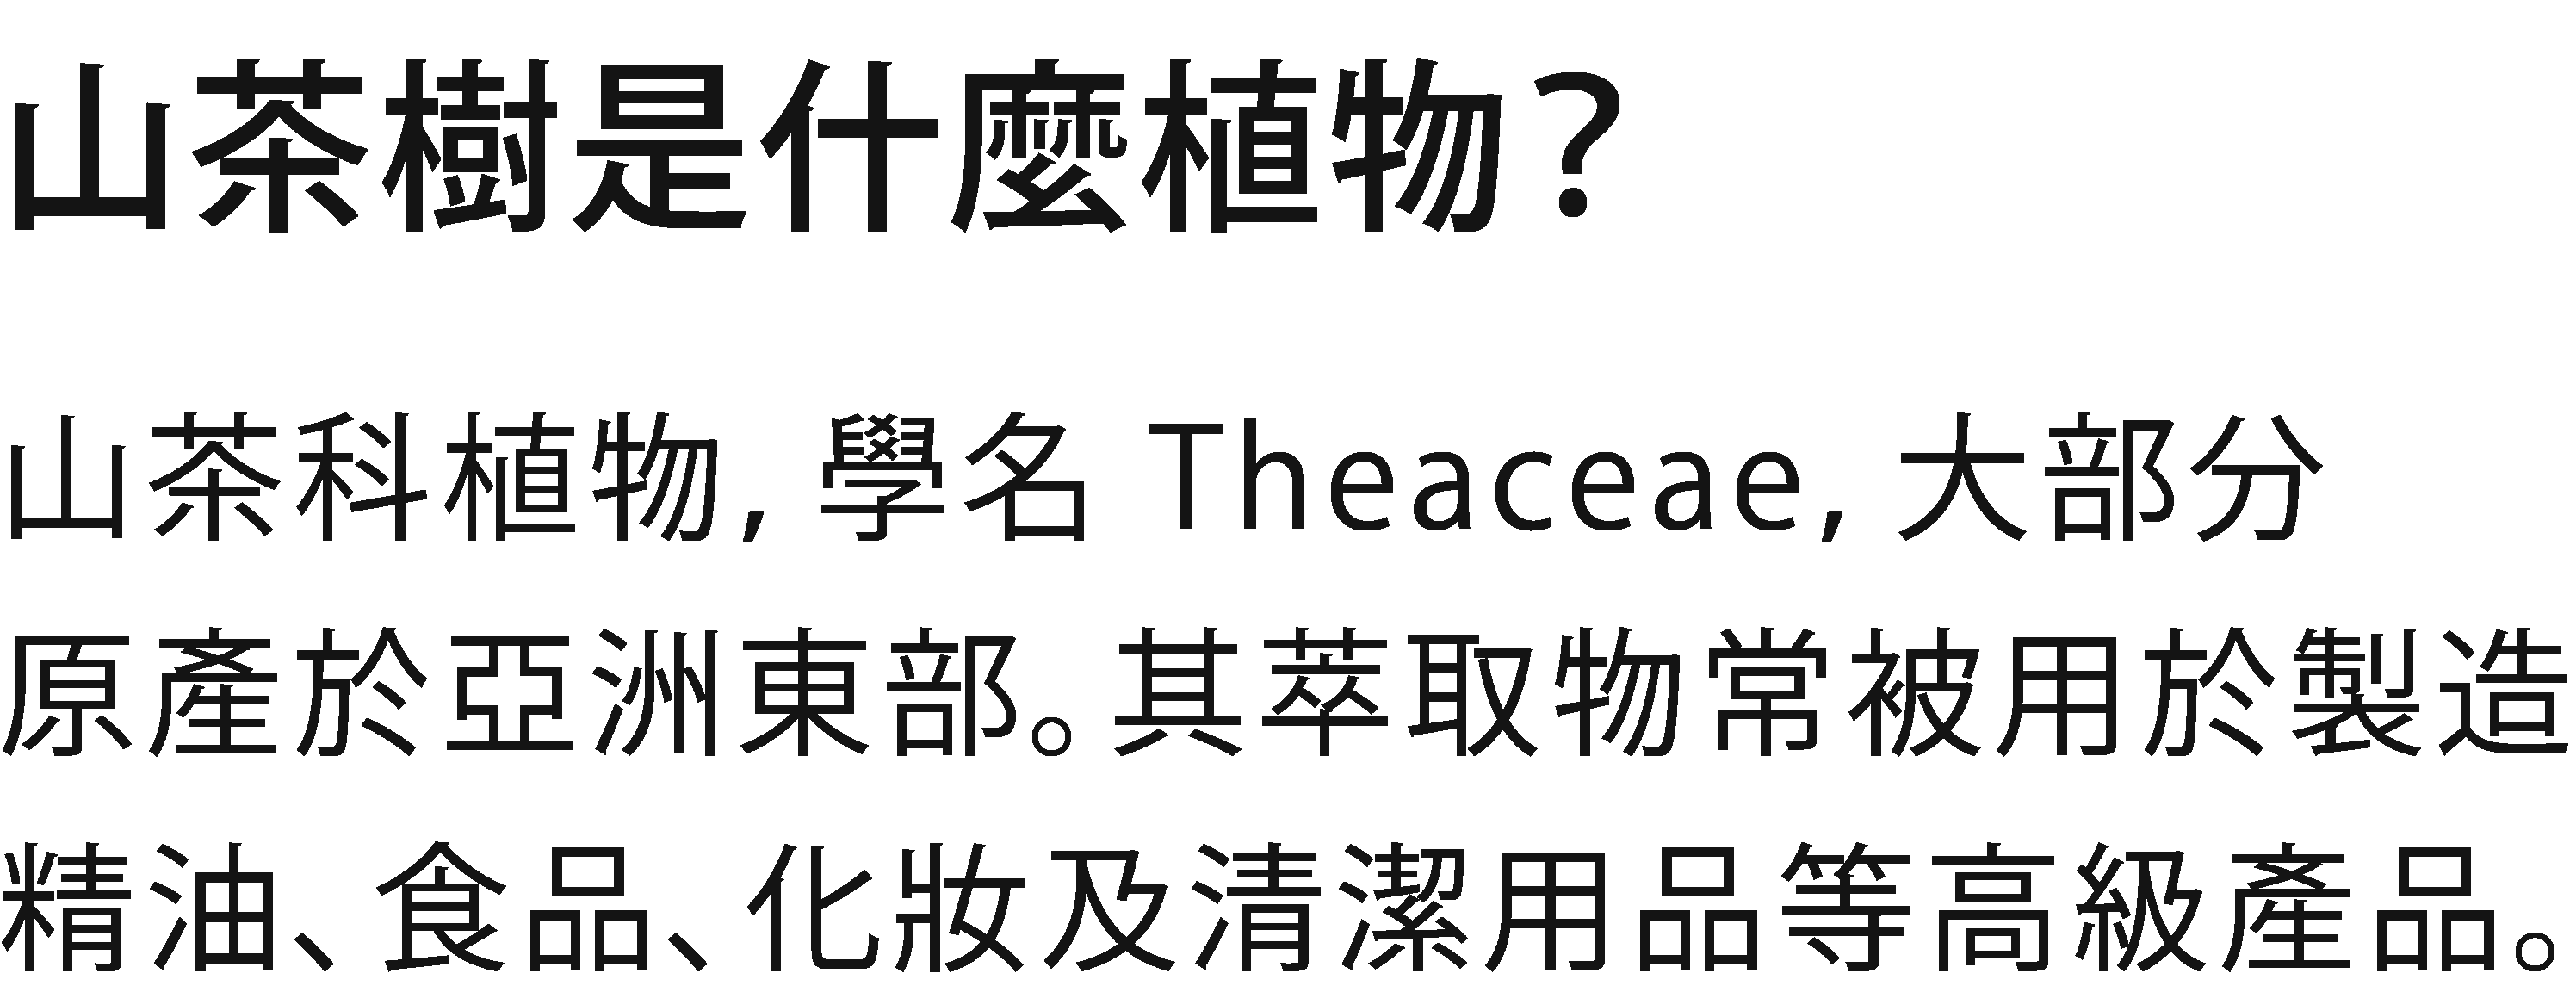 山茶樹是什麼植物？
山茶科植物, 學名 Theaceae, 大部分
原產於亞洲東部。其萃取物常被用於製造
精油、食品、化妝及清潔用品等高級產品。